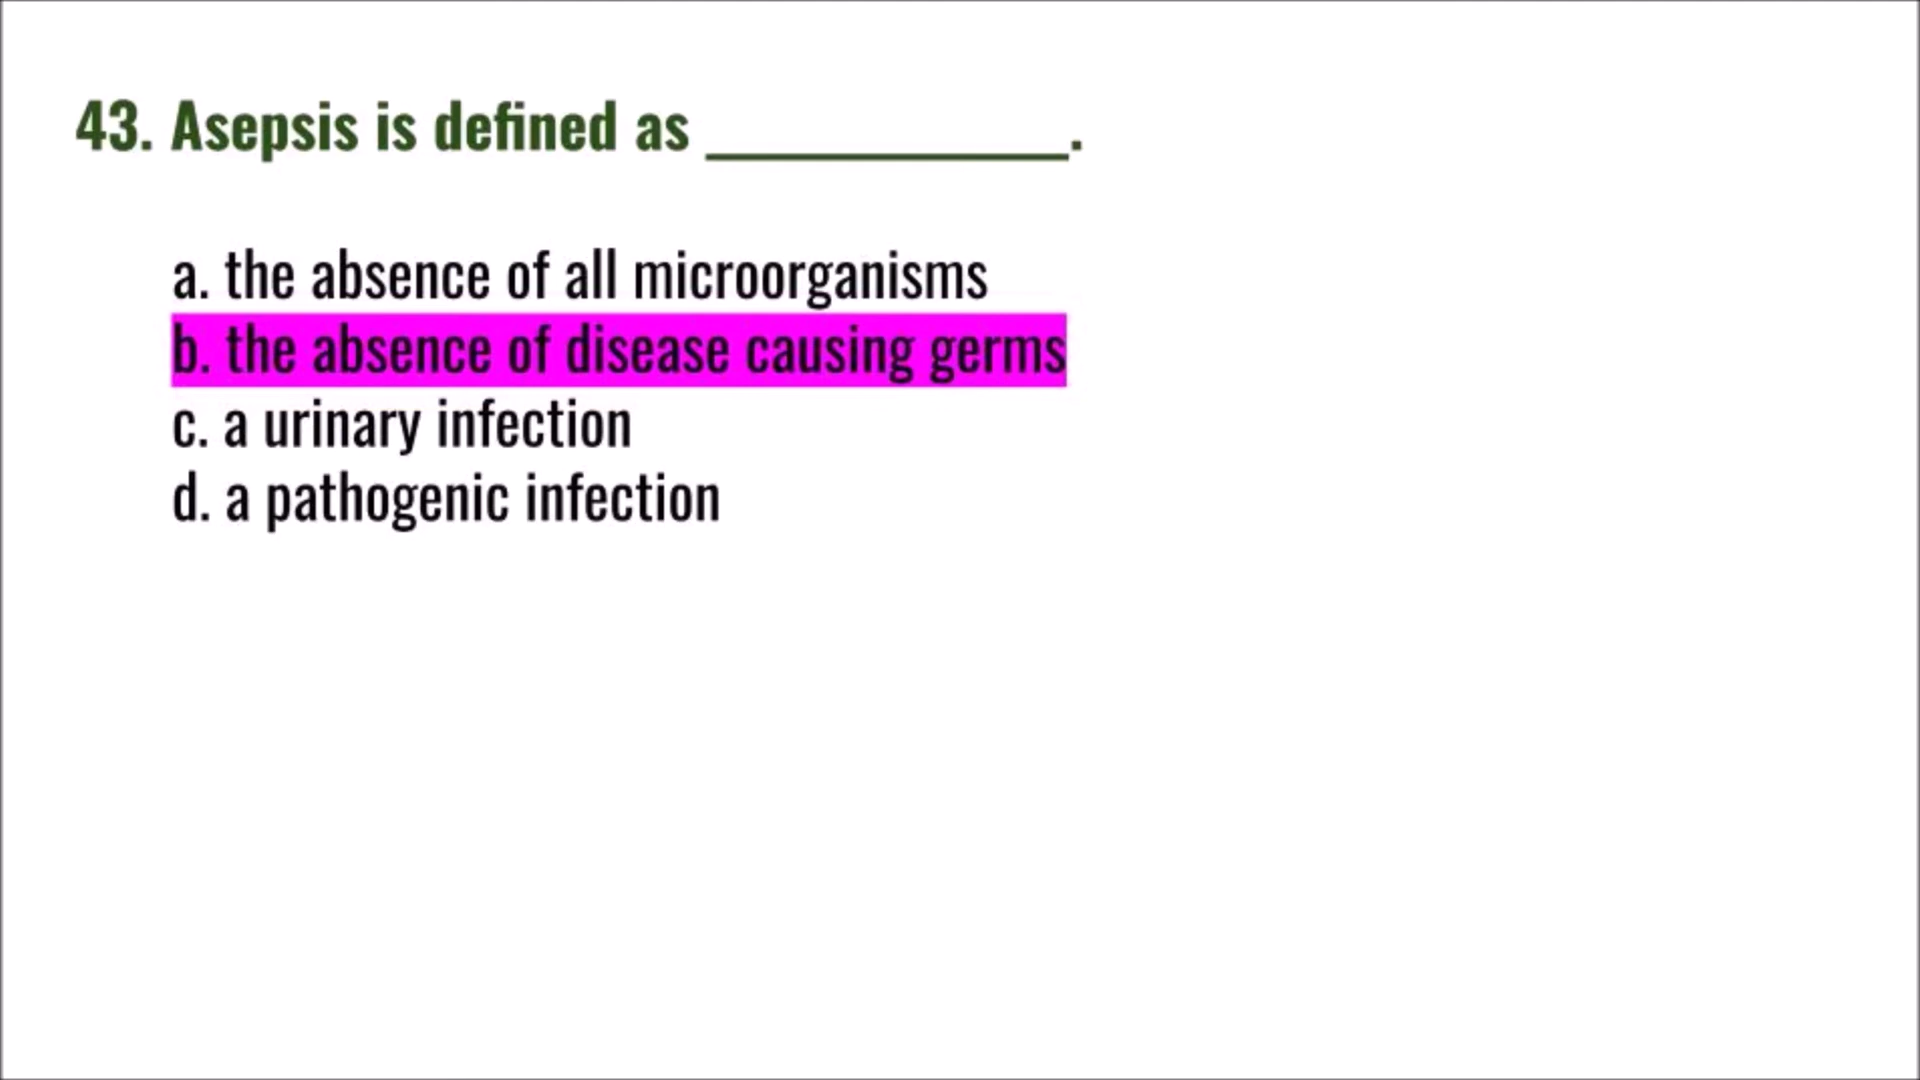 43. Asepsis is defined as ____________.
a. the absence of all microorganisms
b. the absence of disease causing germs
c. a urinary infection
d. a pathogenic infection